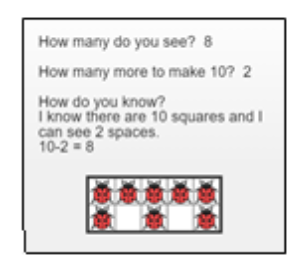 How many do you see? 8
How many more to make 10? 2
How do you know?
I know there are 10 squares and I
can see 2 spaces.
10-2 = 8